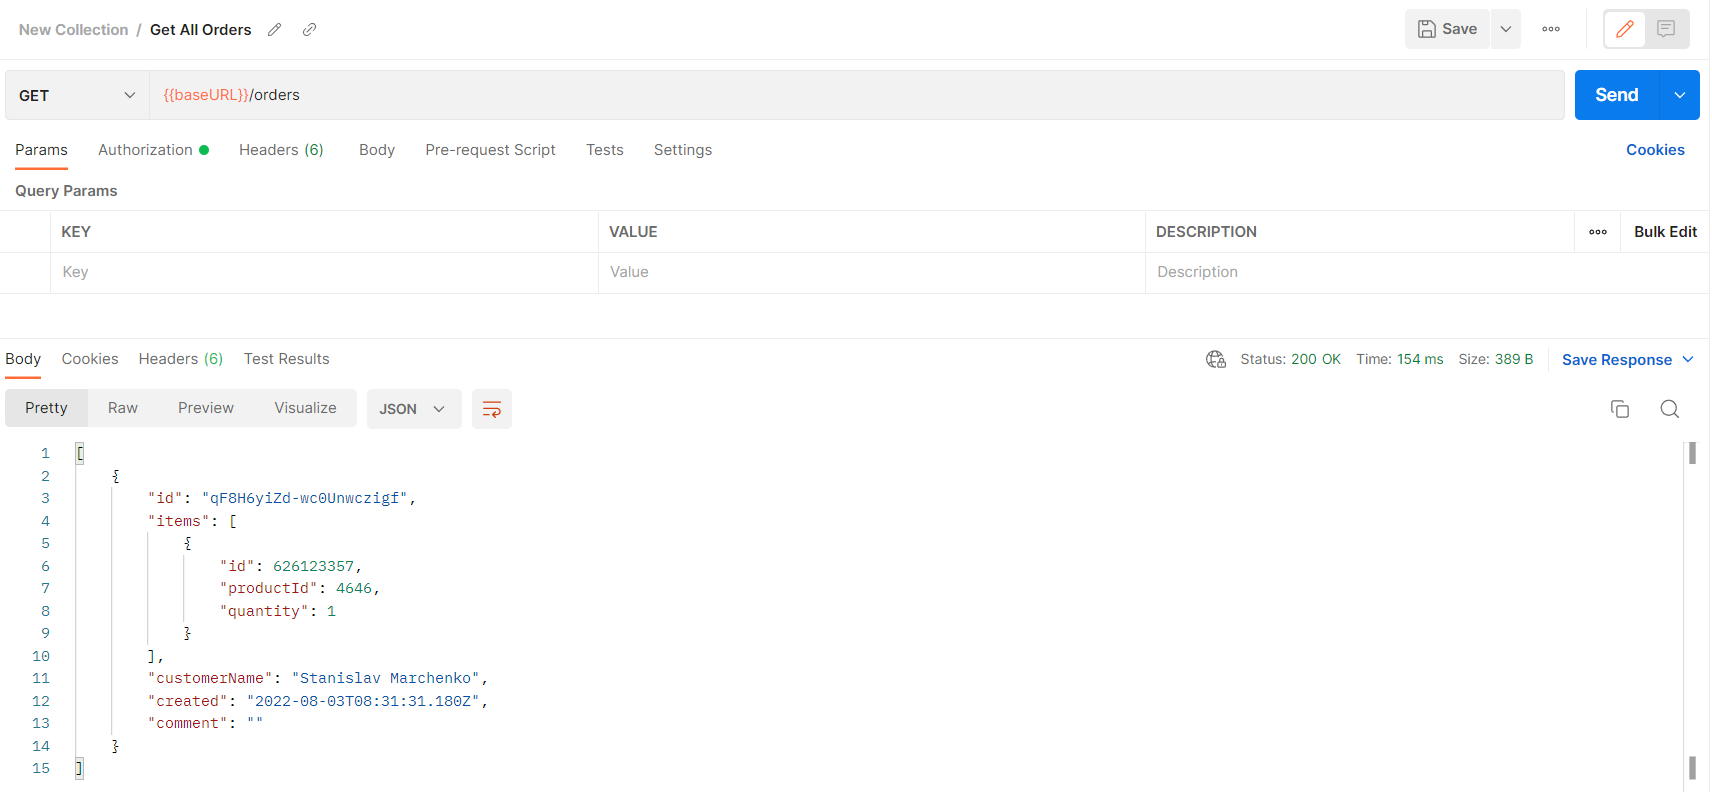 New Collection / Get All Orders
Save
GET
{{baseURL}}/orders
Send
Params Authorization Headers (6) Body Pre-request Script Tests Settings Cookies
Query Params
KEY VALUE DESCRIPTION Bulk Edit
Key Value Description
Body Cookies Headers (6) Test Results Status: 200 OK Time: 154 ms Size: 389 B Save Response
Pretty Raw Preview Visualize JSON
1 [
2 {
3 "id": "qF8H6yiZd-wc0Unwczigf",
4 "items": [
5 {
6 "id": 626123357,
7 "productId": 4646,
8 "quantity": 1
9 }
10 ],
11 "customerName": "Stanislav Marchenko",
12 "created": "2022-08-03T08:31:31.180Z",
13 "comment": ""
14 }
15 ]